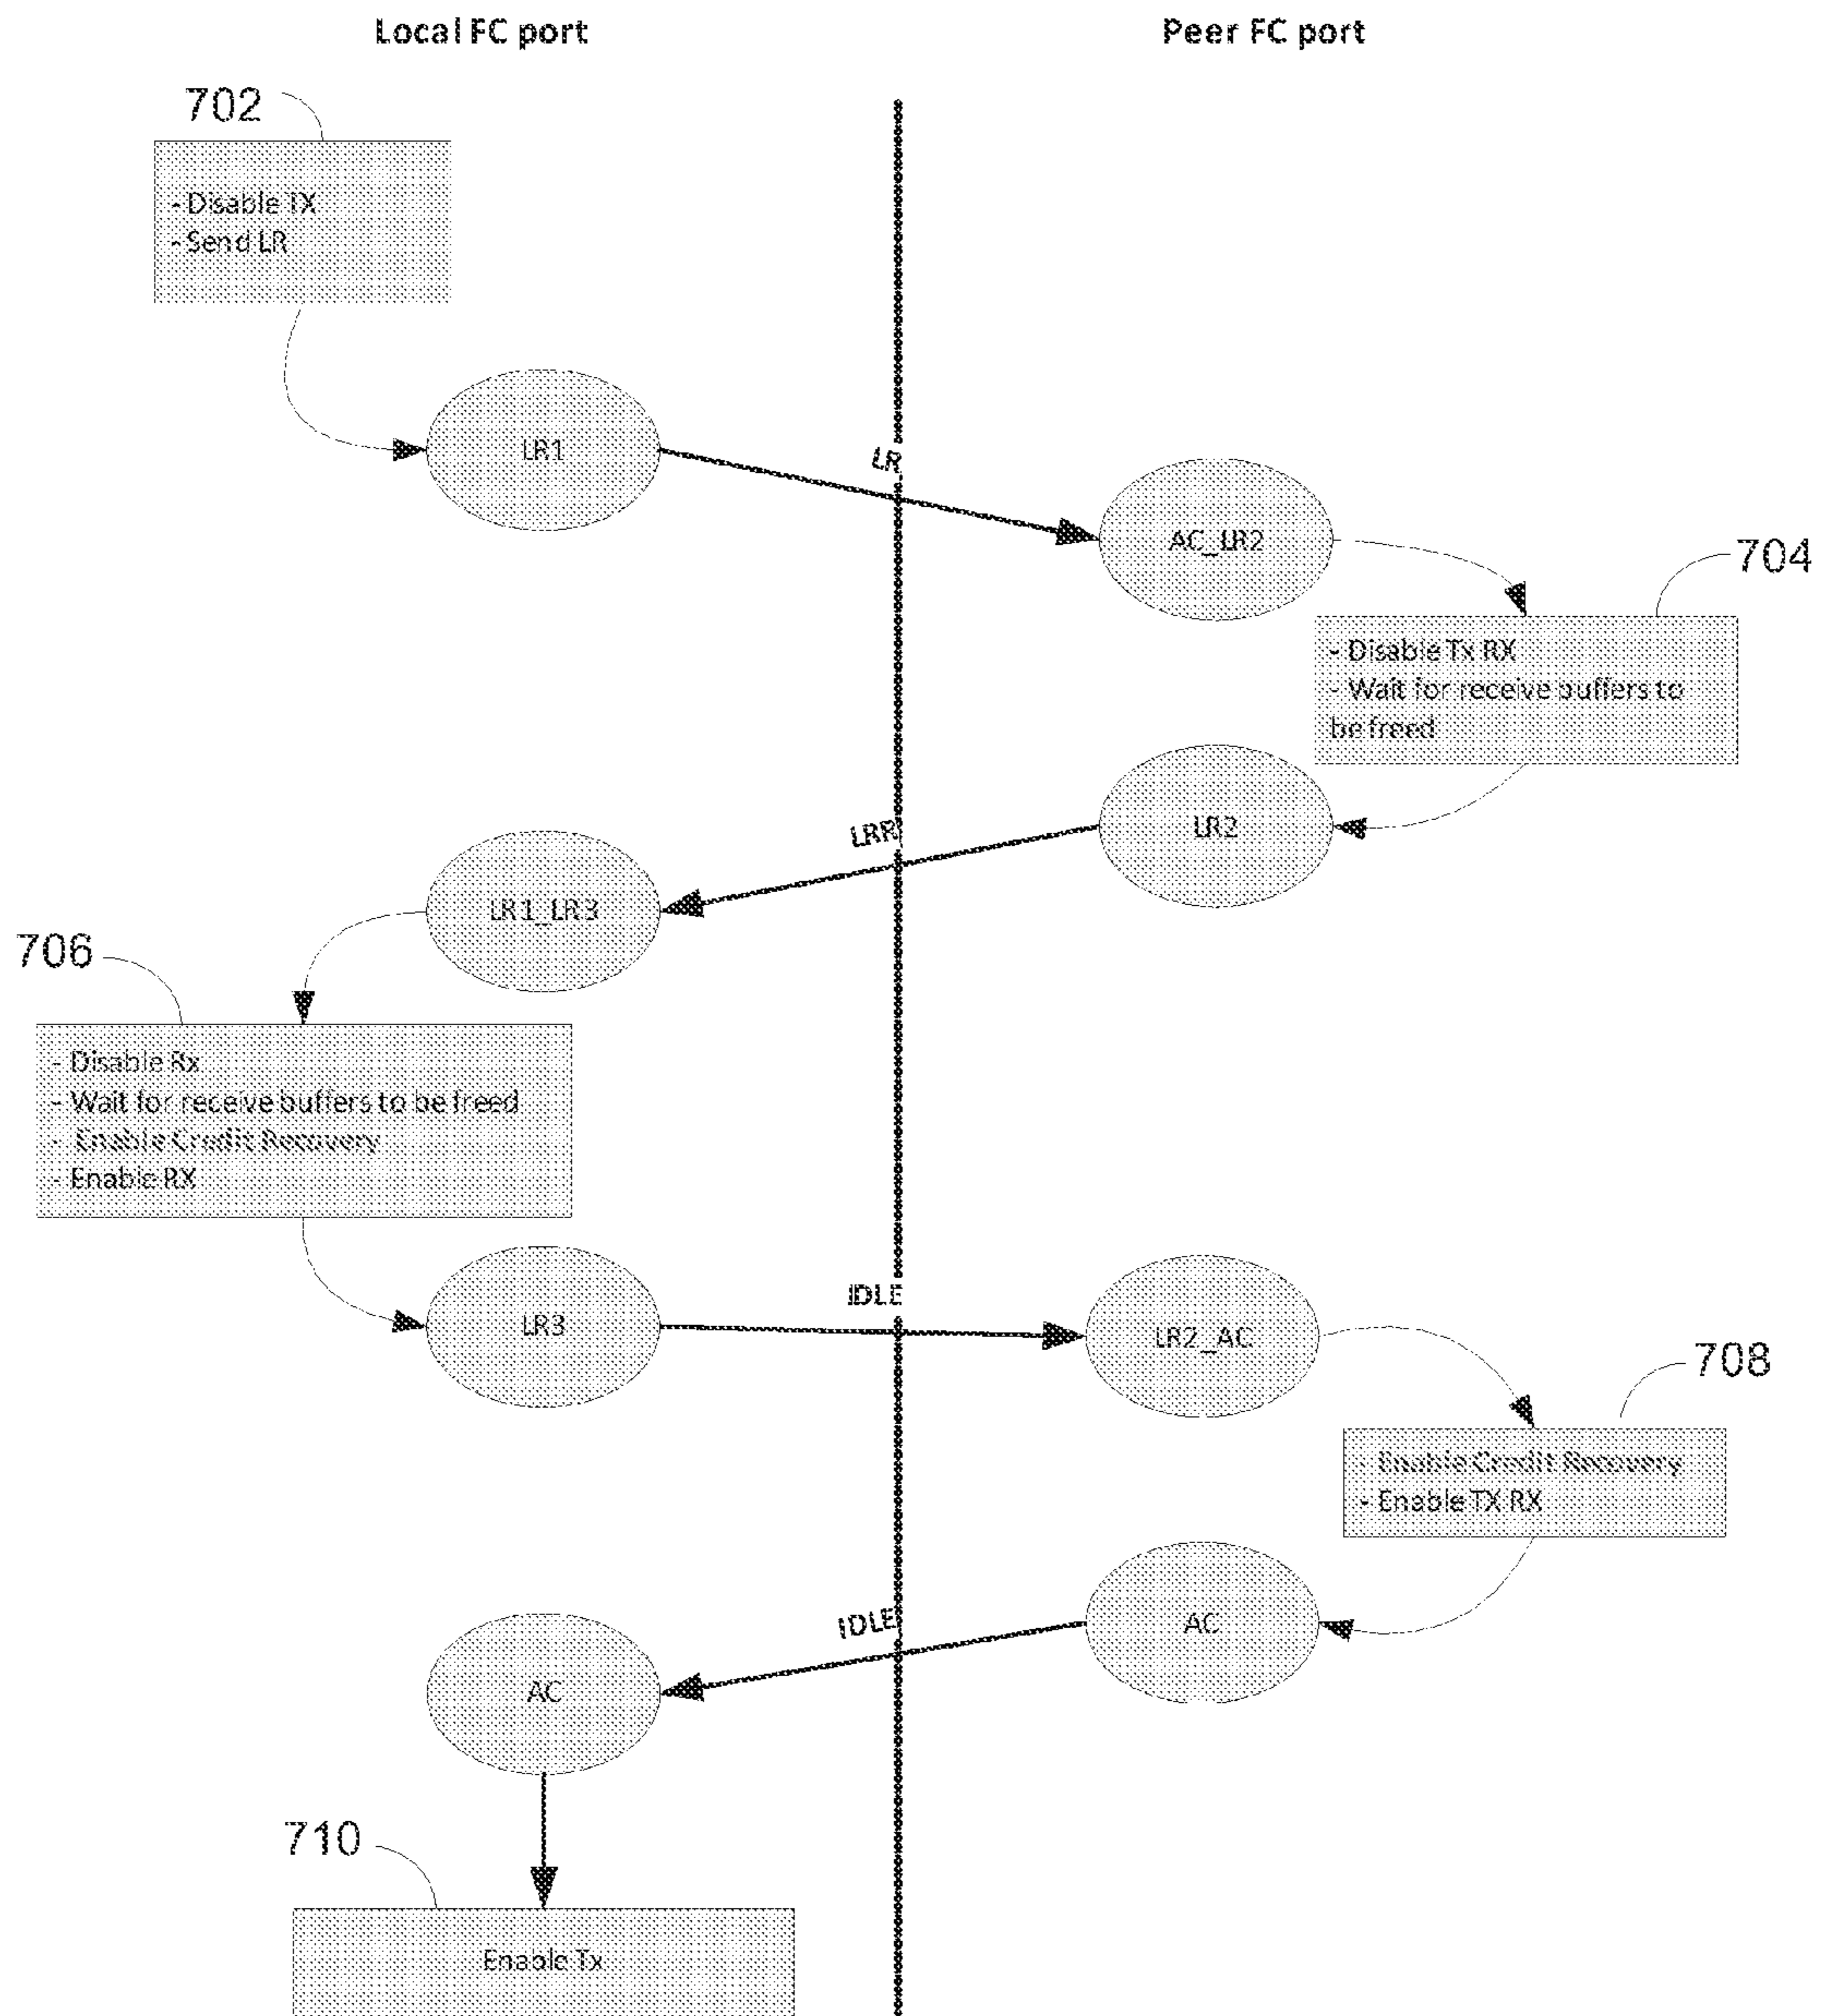 Local FC port
Peer FC port
702
- Disable TX
- Send LR
LR1
LR
AC_LR2
704
- Disable Tx RX
- Wait for receive buffers to
be freed
LR2
LRR
LR1_LR3
706
- Disable Rx
- Wait for receive buffers to be freed
- Enable Credit Recovery
- Enable RX
LR3
IDLE
LR2_AC
708
- Enable Credit Recovery
- Enable TX RX
AC
IDLE
AC
710
Enable Tx